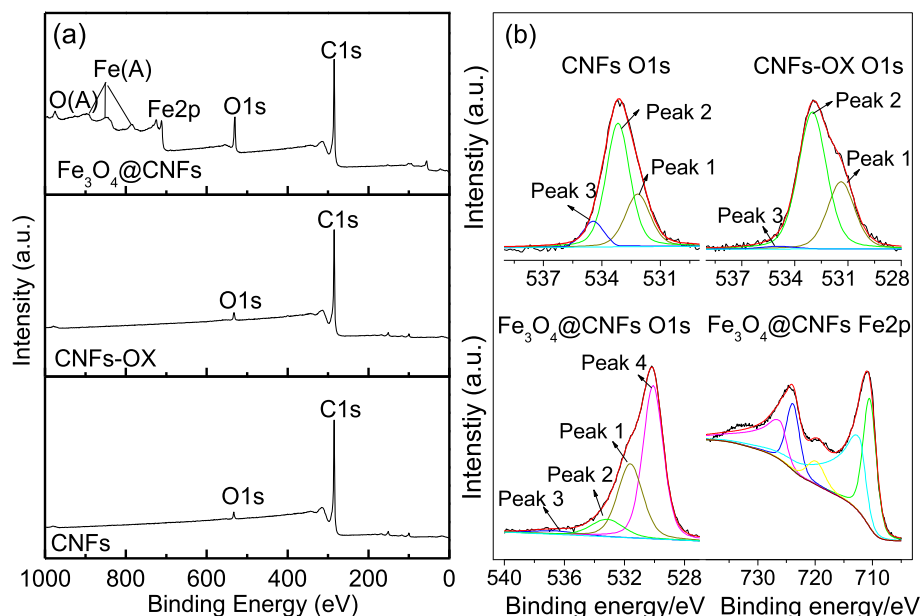 (a)
C1s
Fe(A)
O(A)
Fe2p
O1s
Fe3O4@CNFs
C1s
O1s
CNFs-OX
C1s
O1s
CNFs
Intensity (a.u.)
1000 800 600 400 200 0
Binding Energy (eV)
(b)
CNFs O1s
Peak 2
Peak 1
Peak 3
537 534 531
CNFs-OX O1s
Peak 2
Peak 1
Peak 3
537 534 531 528
Intenstiy (a.u.)
Fe3O4@CNFs O1s
Peak 4
Peak 1
Peak 2
Peak 3
540 536 532 528
Binding energy/eV
Fe3O4@CNFs Fe2p
730 720 710
Binding energy/eV
Intenstiy (a.u.)